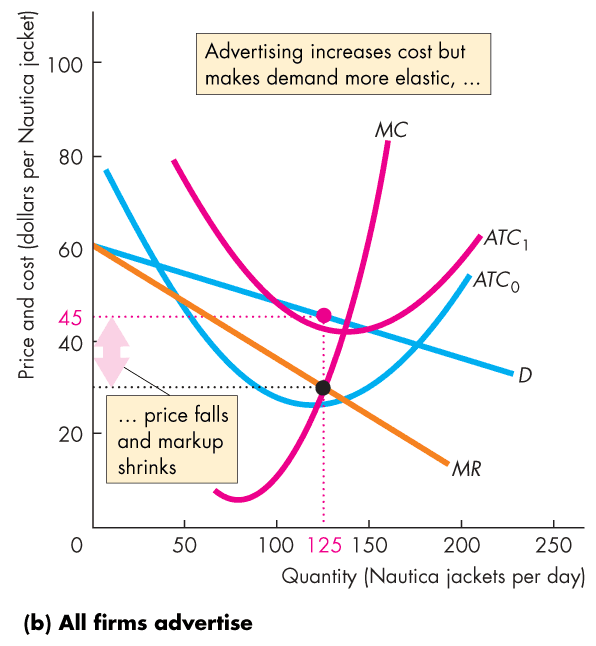 Price and cost (dollars per Nautica jacket)
Advertising increases cost but
makes demand more elastic, …
100
80
60
45
40
20
0
MC
ATC1
ATC0
D
MR
… price falls
and markup
shrinks
50
100
125
150
200
250
Quantity (Nautica jackets per day)
(b) All firms advertise